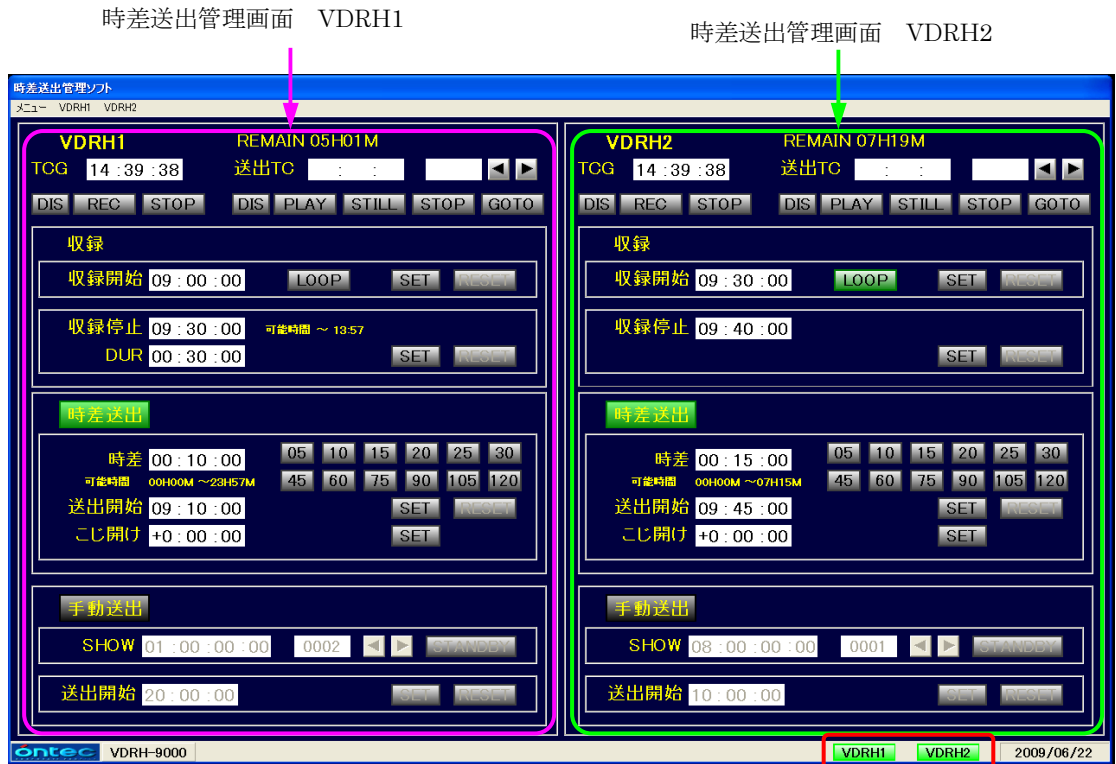 時差送出管理画面　VDRH1
時差送出管理画面　VDRH2
時差送出管理ソフト
メニュー VDRH1 VDRH2
VDRH1 REMAIN 05H01M
TCG 14 :39 :38 送出TC : : ◀ ▶
DIS REC STOP DIS PLAY STILL STOP GOTO
収録
収録開始 09 : 00 : 00 LOOP SET RESET
収録停止 09 : 30 : 00 可能時間 ～ 13:57
DUR 00 : 30 : 00 SET RESET
時差送出
時差 00 : 10 : 00 05 10 15 20 25 30
可能時間 00H00M ～23H57M 45 60 75 90 105 120
送出開始 09 : 10 : 00 SET RESET
こじ開け +0 : 00 : 00 SET
手動送出
SHOW 01 : 00 : 00 : 00 0002 ◀ ▶ STANDBY
送出開始 20 : 00 : 00 SET RESET
VDRH2 REMAIN 07H19M
TCG 14 :39 :38 送出TC : : ◀ ▶
DIS REC STOP DIS PLAY STILL STOP GOTO
収録
収録開始 09 : 30 : 00 LOOP SET RESET
収録停止 09 : 40 : 00
SET RESET
時差送出
時差 00 : 15 : 00 05 10 15 20 25 30
可能時間 00H00M ～07H15M 45 60 75 90 105 120
送出開始 09 : 45 : 00 SET RESET
こじ開け +0 : 00 : 00 SET
手動送出
SHOW 08 : 00 : 00 : 00 0001 ◀ ▶ STANDBY
送出開始 10 : 00 : 00 SET RESET
óntec VDRH-9000 VDRH1 VDRH2 2009/06/22